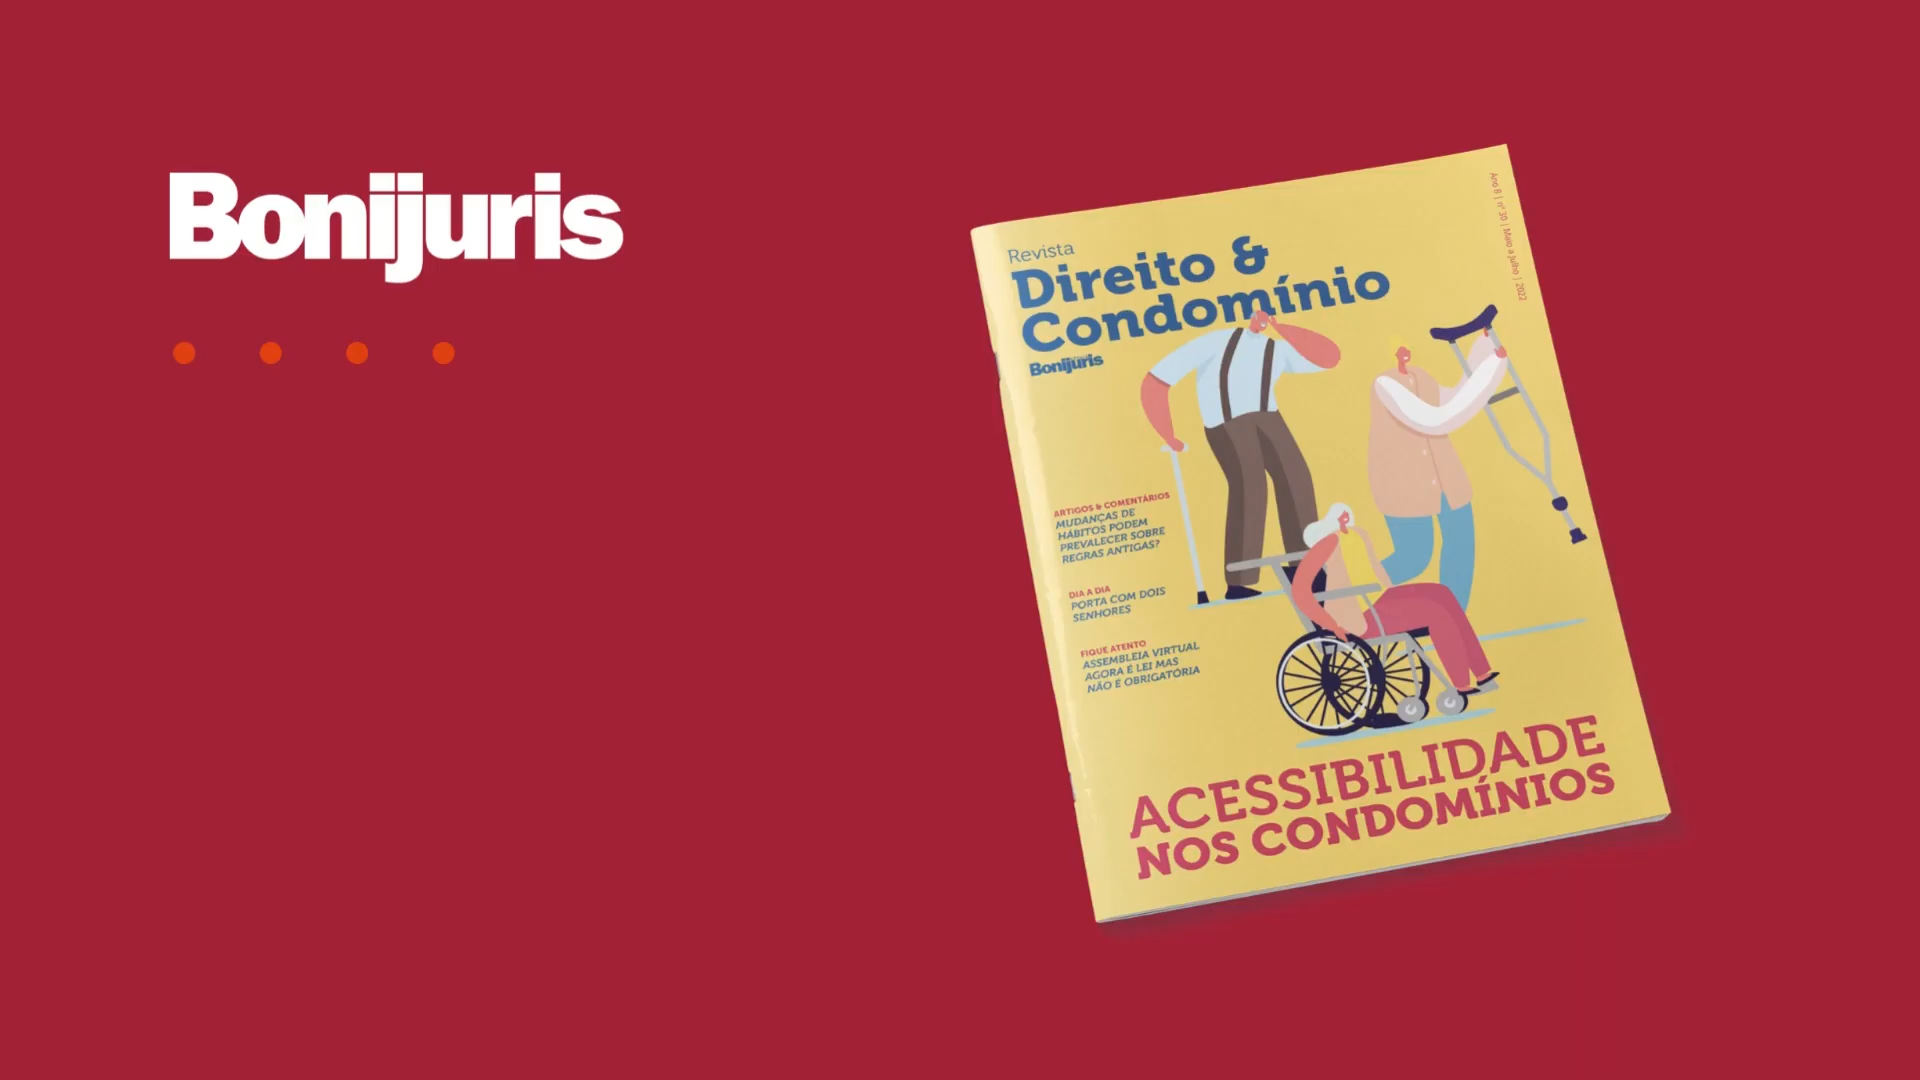 Bonijuris
Revista
Direito &
Condomínio
Bonijuris
Ano 8 | nº 30 | Maio a Julho | 2022
ARTIGOS & COMENTÁRIOS
MUDANÇAS DE
HÁBITOS PODEM
PREVALECER SOBRE
REGRAS ANTIGAS?
DIA A DIA
PORTA COM DOIS
SENHORES
FIQUE ATENTO
ASSEMBLEIA VIRTUAL
AGORA É LEI MAS
NÃO É OBRIGATÓRIA
ACESSIBILIDADE
NOS CONDOMÍNIOS